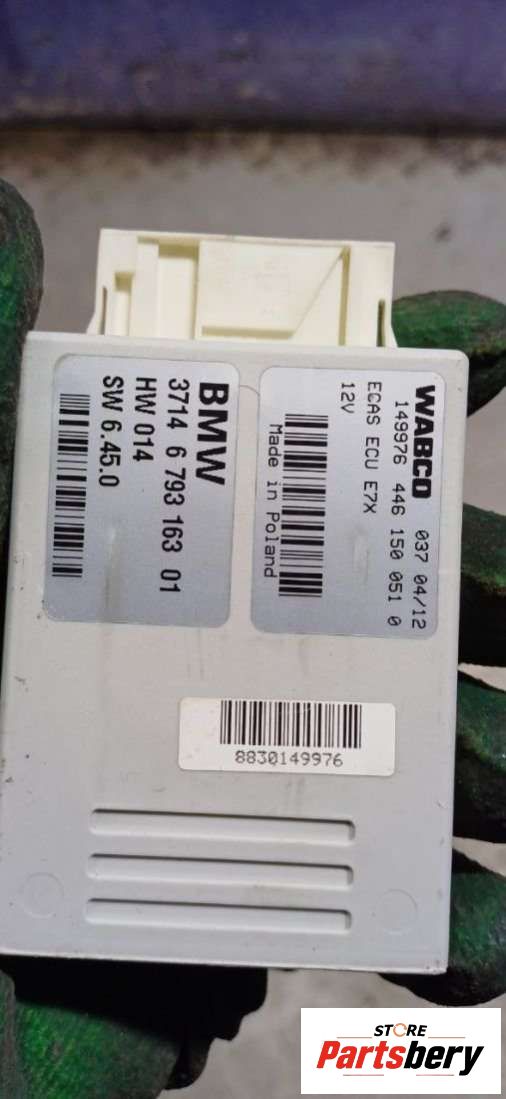 WABCO 037 04/12
149976 446 150 051 0
ECAS ECU E7X
12V
Made in Poland
BMW
3714 6 793 163 01
HW 014
SW 6.45.0
8830149976
STORE
Partsbery